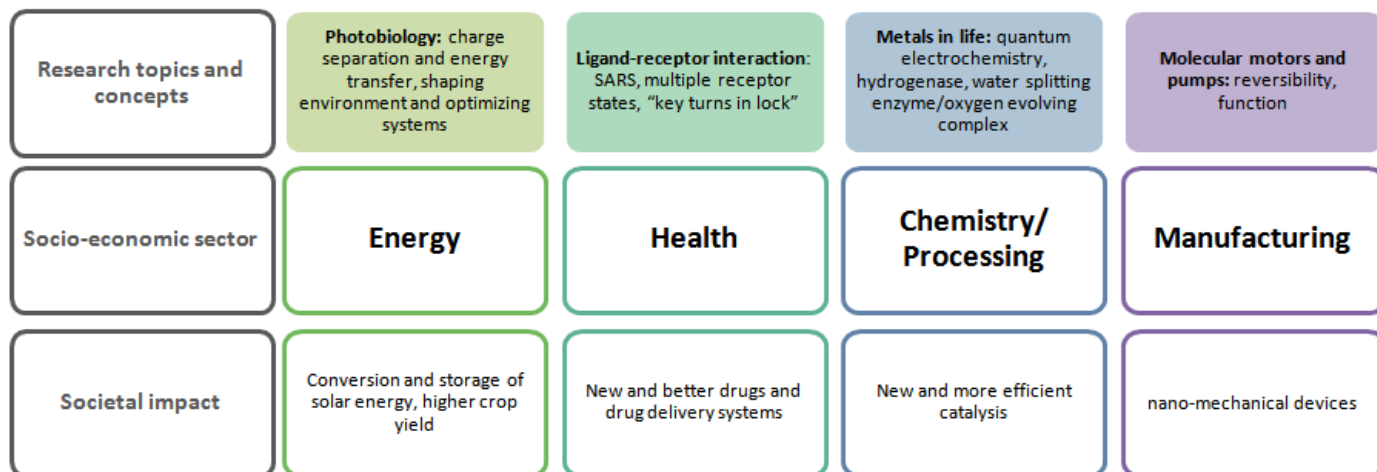 Research topics and
concepts
Photobiology: charge
separation and energy
transfer, shaping
environment and optimizing
systems
Ligand-receptor interaction:
SARS, multiple receptor
states, “key turns in lock”
Metals in life: quantum
electrochemistry,
hydrogenase, water splitting
enzyme/oxygen evolving
complex
Molecular motors and
pumps: reversibility,
function
Socio-economic sector
Energy
Health
Chemistry/
Processing
Manufacturing
Societal impact
Conversion and storage of
solar energy, higher crop
yield
New and better drugs and
drug delivery systems
New and more efficient
catalysis
nano-mechanical devices